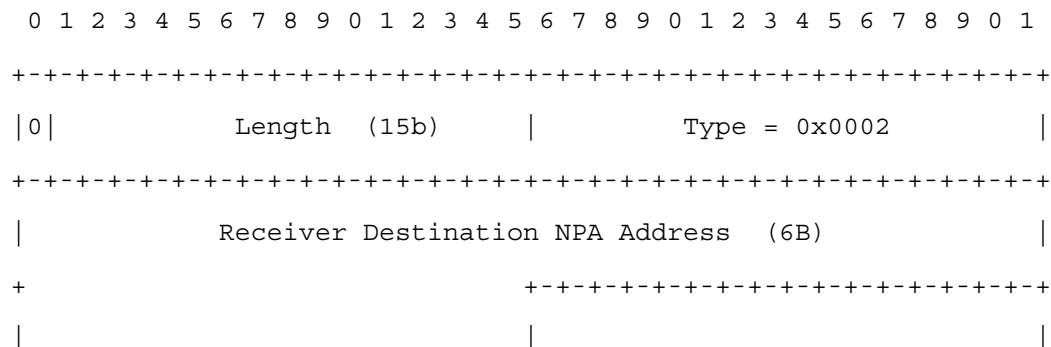 0 1 2 3 4 5 6 7 8 9 0 1 2 3 4 5 6 7 8 9 0 1 2 3 4 5 6 7 8 9 0 1
+-+-+-+-+-+-+-+-+-+-+-+-+-+-+-+-+-+-+-+-+-+-+-+-+-+-+-+-+-+-+-+-+
|0|           Length  (15b)     |         Type = 0x0002         |
+-+-+-+-+-+-+-+-+-+-+-+-+-+-+-+-+-+-+-+-+-+-+-+-+-+-+-+-+-+-+-+-+
|            Receiver Destination NPA Address  (6B)             |
+                               +-+-+-+-+-+-+-+-+-+-+-+-+-+-+-+-+
|                               |                               |